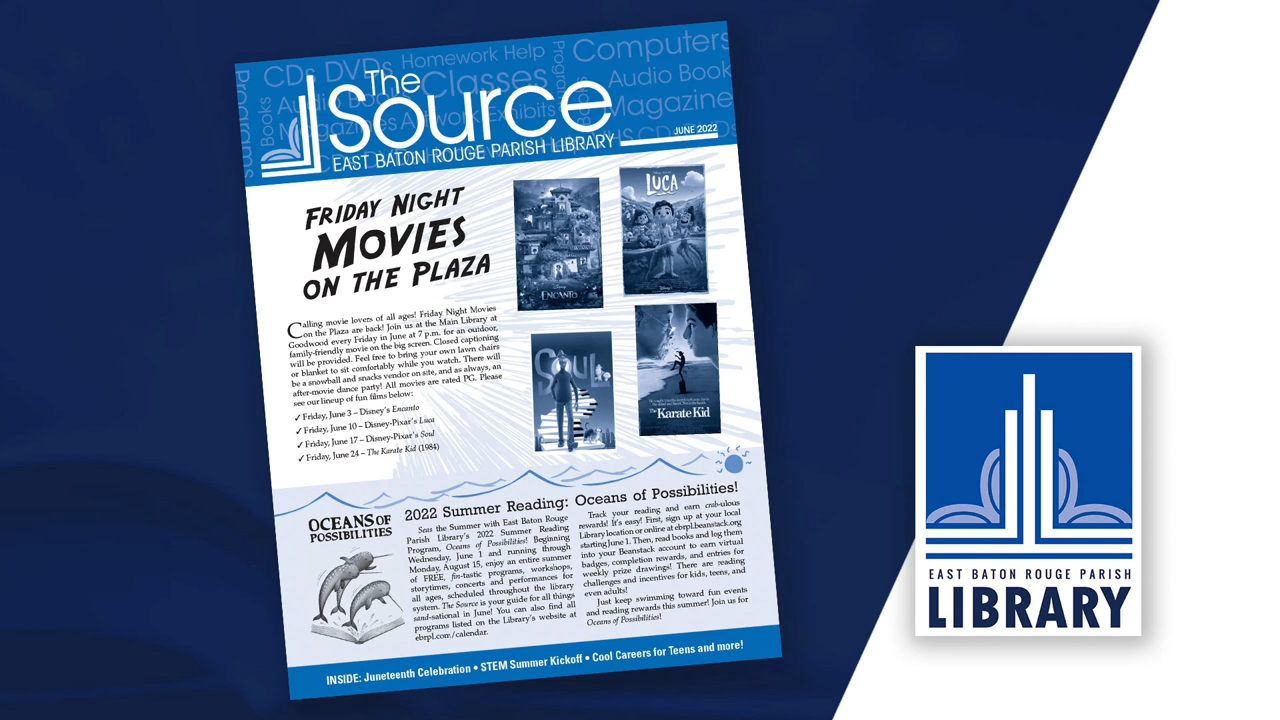 CDs DVDs Homework Help Computers
Books Classes Programs Audio Book
Magazines Artwork Exhibits Magazine
The
Source
EAST BATON ROUGE PARISH LIBRARY
JUNE 2022
FRIDAY NIGHT
MOVIES
ON THE PLAZA
ENCANTO
LUCA
SOUL
The Karate Kid
Calling movie lovers of all ages! Friday Night Movies
on the Plaza are back! Join us at the Main Library at
Goodwood every Friday in June at 7 p.m. for an outdoor,
family-friendly movie on the big screen. Closed captioning
will be provided. Feel free to bring your own lawn chairs
or blanket to sit comfortably while you watch. There will
be a snowball and snacks vendor on site, and as always, an
after-movie dance party! All movies are rated PG. Please
see our lineup of fun films below:
✓ Friday, June 3 – Disney's Encanto
✓ Friday, June 10 – Disney-Pixar's Luca
✓ Friday, June 17 – Disney-Pixar's Soul
✓ Friday, June 24 – The Karate Kid (1984)
OCEANS OF
POSSIBILITIES
2022 Summer Reading: Oceans of Possibilities!
Seas the Summer with East Baton Rouge
Parish Library's 2022 Summer Reading
Program, Oceans of Possibilities! Beginning
Wednesday, June 1 and running through
Monday, August 15, enjoy an entire summer
of FREE, fin-tastic programs, workshops,
storytimes, concerts and performances for
all ages, scheduled throughout the library
system. The Source is your guide for all things
sand-sational in June! You can also find all
programs listed on the Library's website at
ebrpl.com/calendar.
Track your reading and earn crab-ulous
rewards! It's easy! First, sign up at your local
Library location or online at ebrpl.beanstack.org
starting June 1. Then, read books and log them
into your Beanstack account to earn virtual
badges, completion rewards, and entries for
weekly prize drawings! There are reading
challenges and incentives for kids, teens, and
even adults!
Just keep swimming toward fun events
and reading rewards this summer! Join us for
Oceans of Possibilities!
INSIDE: Juneteenth Celebration • STEM Summer Kickoff • Cool Careers for Teens and more!
EAST BATON ROUGE PARISH
LIBRARY